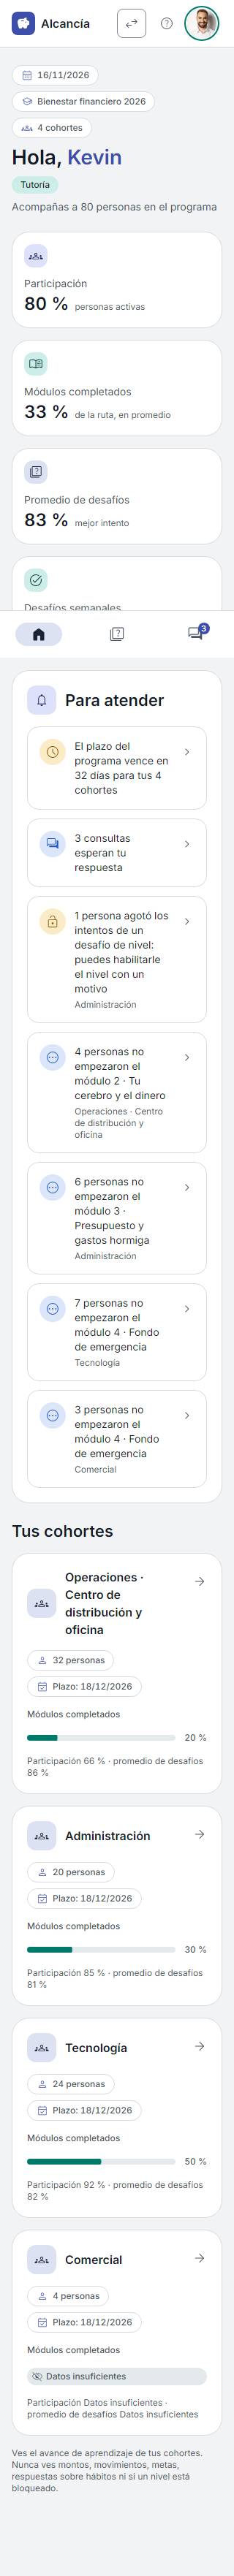 Alcancía
16/11/2026
Bienestar financiero 2026
4 cohortes
Hola, Kevin
Tutoría
Acompañas a 80 personas en el programa
Participación
80 % personas activas
Módulos completados
33 % de la ruta, en promedio
Promedio de desafíos
83 % mejor intento
Desafíos semanales
3
Para atender
El plazo del
programa vence en
32 días para tus 4
cohortes
3 consultas
esperan tu
respuesta
1 persona agotó los
intentos de un
desafío de nivel:
puedes habilitarle
el nivel con un
motivo
Administración
4 personas no
empezaron el
módulo 2 · Tu
cerebro y el dinero
Operaciones · Centro
de distribución y
oficina
6 personas no
empezaron el
módulo 3 ·
Presupuesto y
gastos hormiga
Administración
7 personas no
empezaron el
módulo 4 · Fondo
de emergencia
Tecnología
3 personas no
empezaron el
módulo 4 · Fondo
de emergencia
Comercial
Tus cohortes
Operaciones ·
Centro de
distribución y
oficina
32 personas
Plazo: 18/12/2026
Módulos completados
20 %
Participación 66 % · promedio de desafíos
86 %
Administración
20 personas
Plazo: 18/12/2026
Módulos completados
30 %
Participación 85 % · promedio de desafíos
81 %
Tecnología
24 personas
Plazo: 18/12/2026
Módulos completados
50 %
Participación 92 % · promedio de desafíos
82 %
Comercial
4 personas
Plazo: 18/12/2026
Módulos completados
Datos insuficientes
Participación Datos insuficientes ·
promedio de desafíos Datos insuficientes
Ves el avance de aprendizaje de tus cohortes.
Nunca ves montos, movimientos, metas,
respuestas sobre hábitos ni si un nivel está
bloqueado.